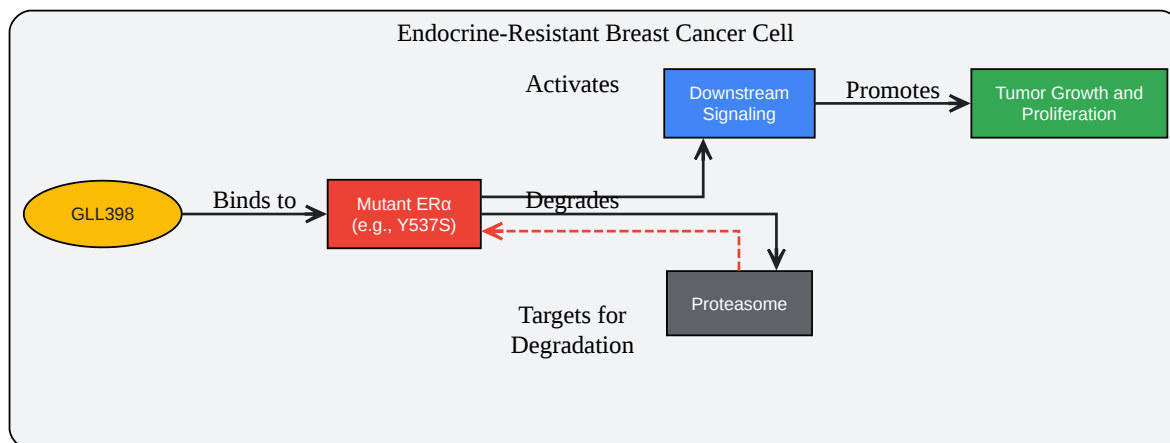 Endocrine-Resistant Breast Cancer Cell
Activates
Downstream
Signaling
Promotes
Tumor Growth and
Proliferation
GLL398
Binds to
Mutant ERα
(e.g., Y537S)
Degrades
Proteasome
Targets for
Degradation